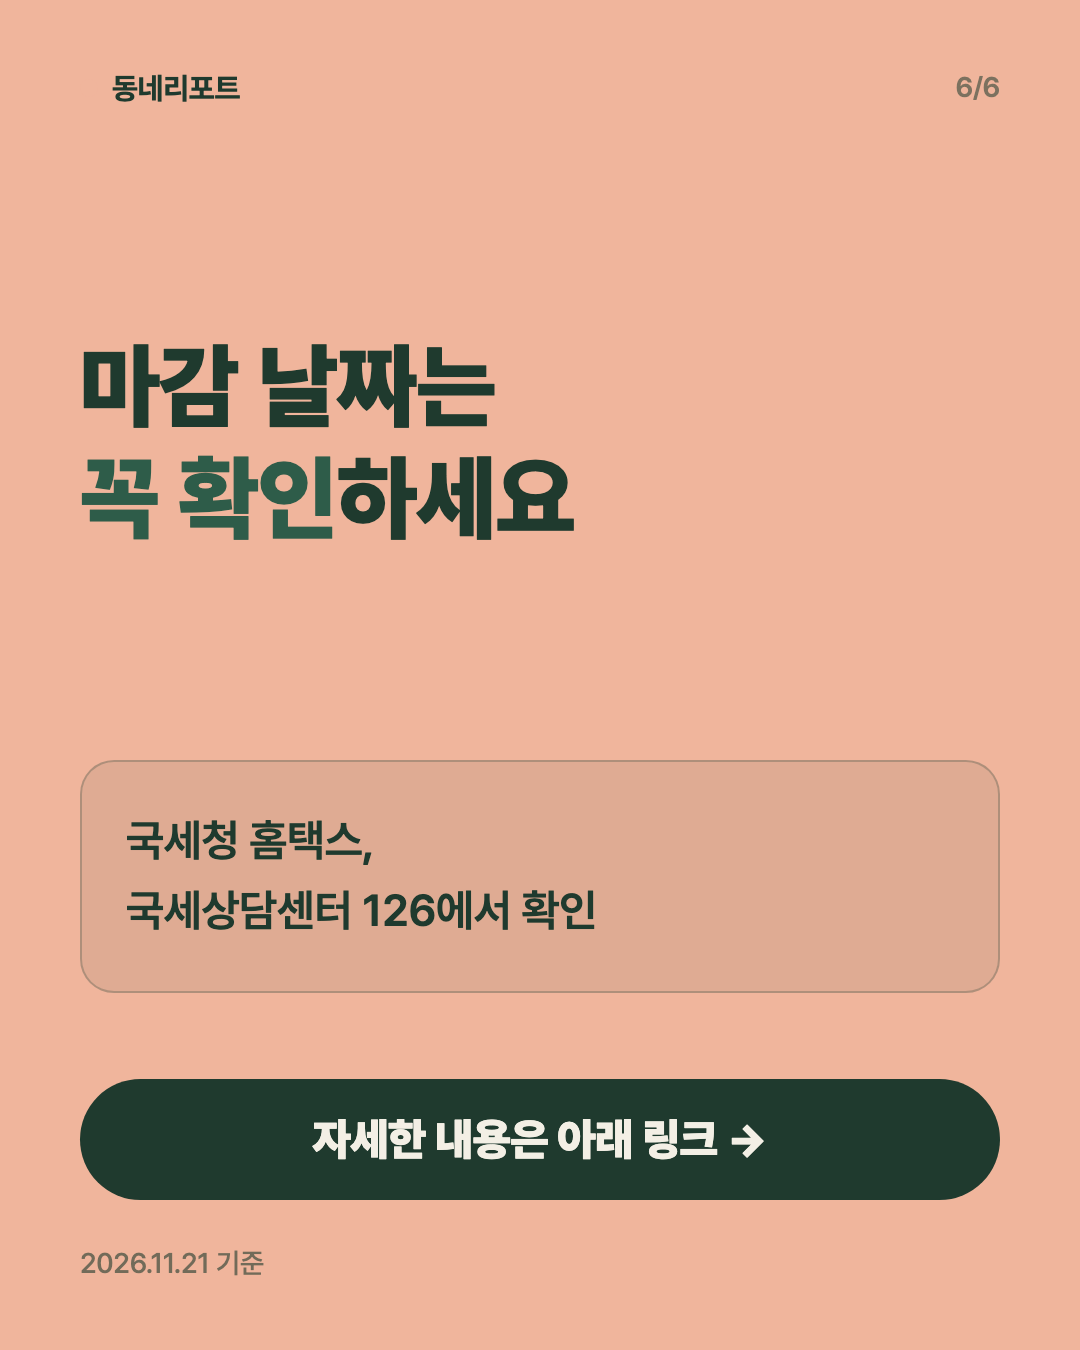 동네리포트
6/6
마감 날짜는
꼭 확인하세요
국세청 홈택스,
국세상담센터 126에서 확인
자세한 내용은 아래 링크 →
2026.11.21 기준